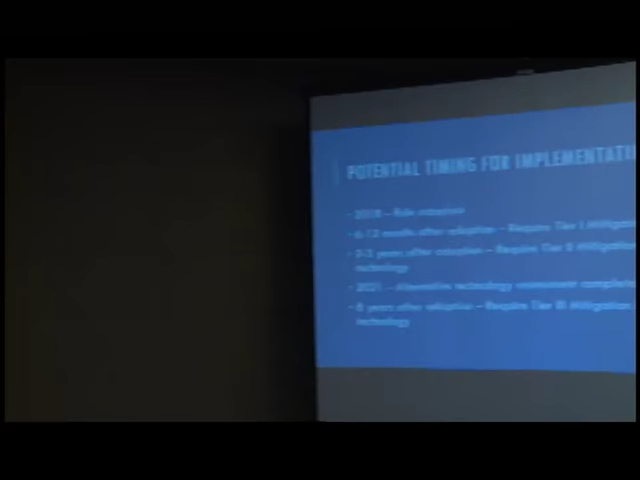 POTENTIAL TIMING FOR IMPLEMENTATI
- 2018 – Rule adoption
- 6-12 months after adoption – Require Tier I Mitigation
- 2-3 years after adoption – Require Tier II Mitigation
technology
- 2021 – Alternative technology assessment complete
- 8 years after adoption – Require Tier III Mitigation
technology